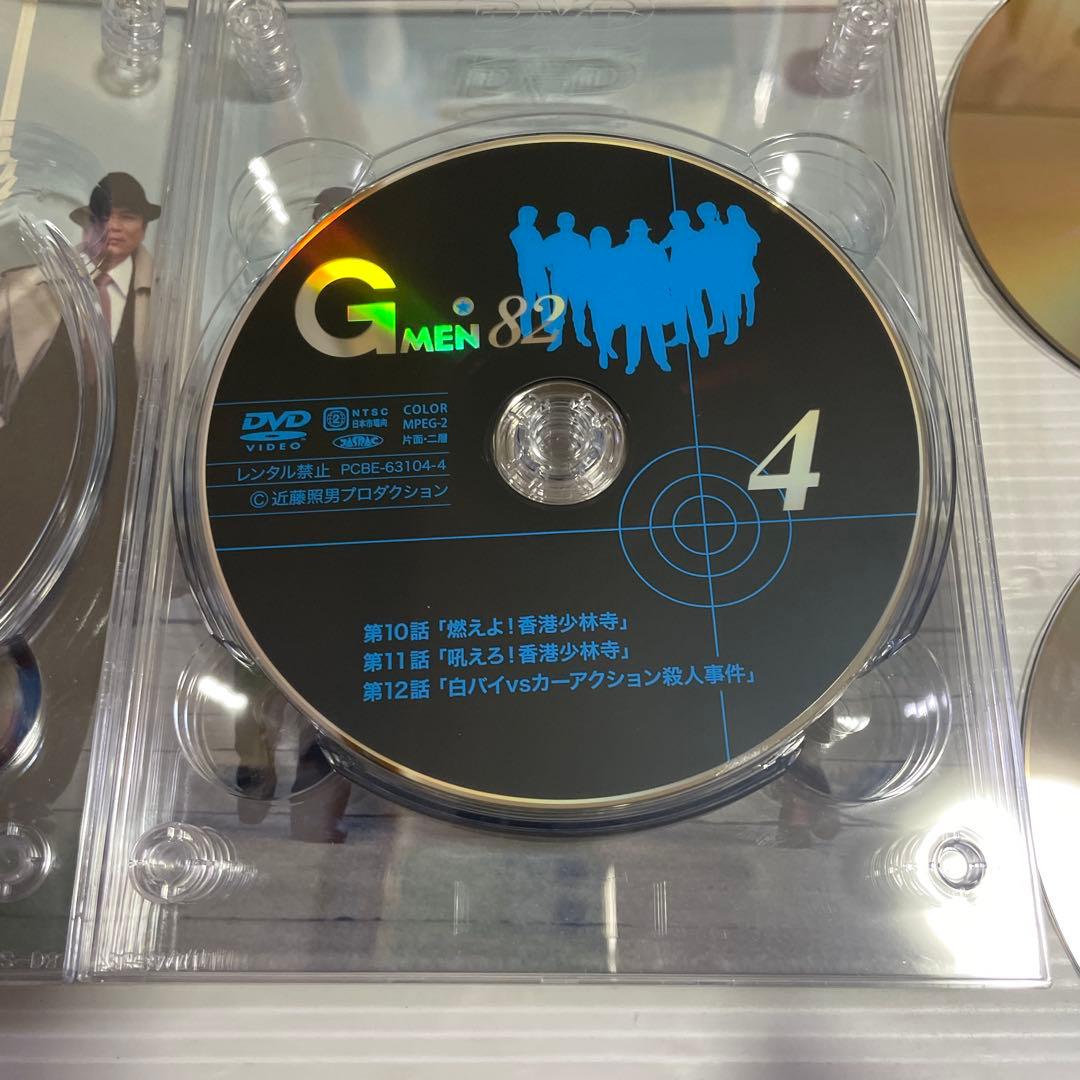 G MEN 82
DVD VIDEO
2 NTSC 日本市場向
JASRAC
COLOR
MPEG-2
片面・二層
レンタル禁止 PCBE-63104-4
©近藤照男プロダクション
4
第10話「燃えよ!香港少林寺」
第11話「吼えろ!香港少林寺」
第12話「白バイvsカーアクション殺人事件」